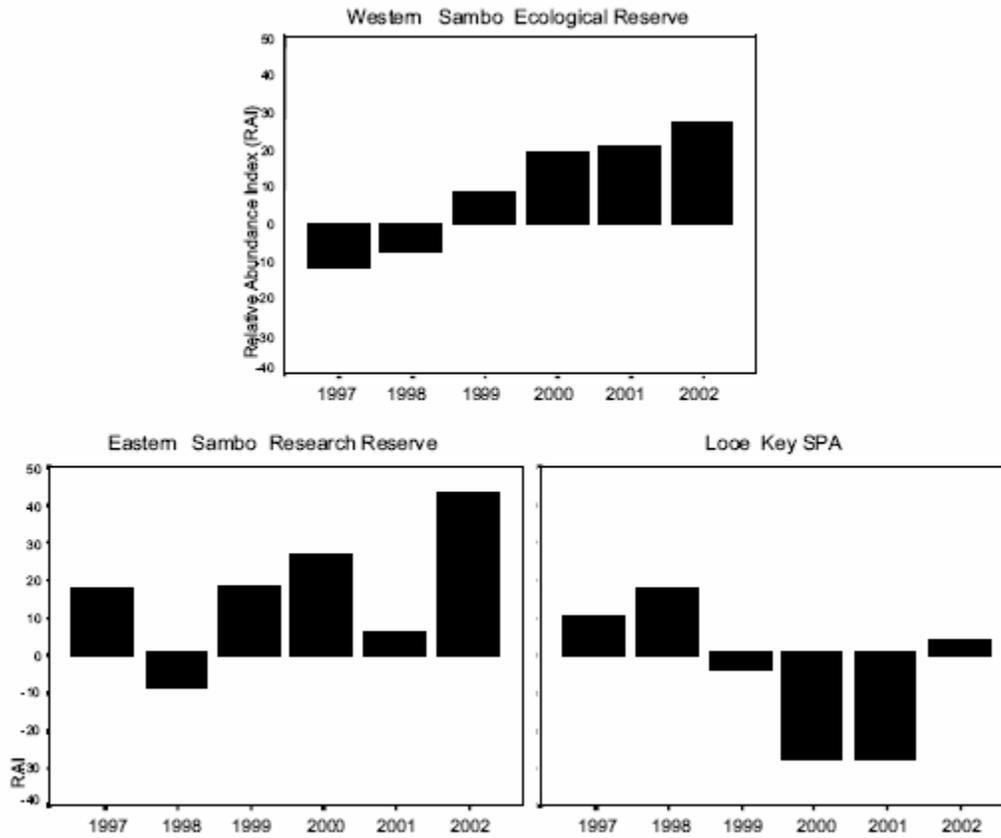 Western Sambo Ecological Reserve
Relative Abundance Index (RAI)
50
40
30
20
10
0
-10
-20
-30
-40
1997 1998 1999 2000 2001 2002
Eastern Sambo Research Reserve
Looe Key SPA
RAI
50
40
30
20
10
0
-10
-20
-30
-40
1997 1998 1999 2000 2001 2002
1997 1998 1999 2000 2001 2002